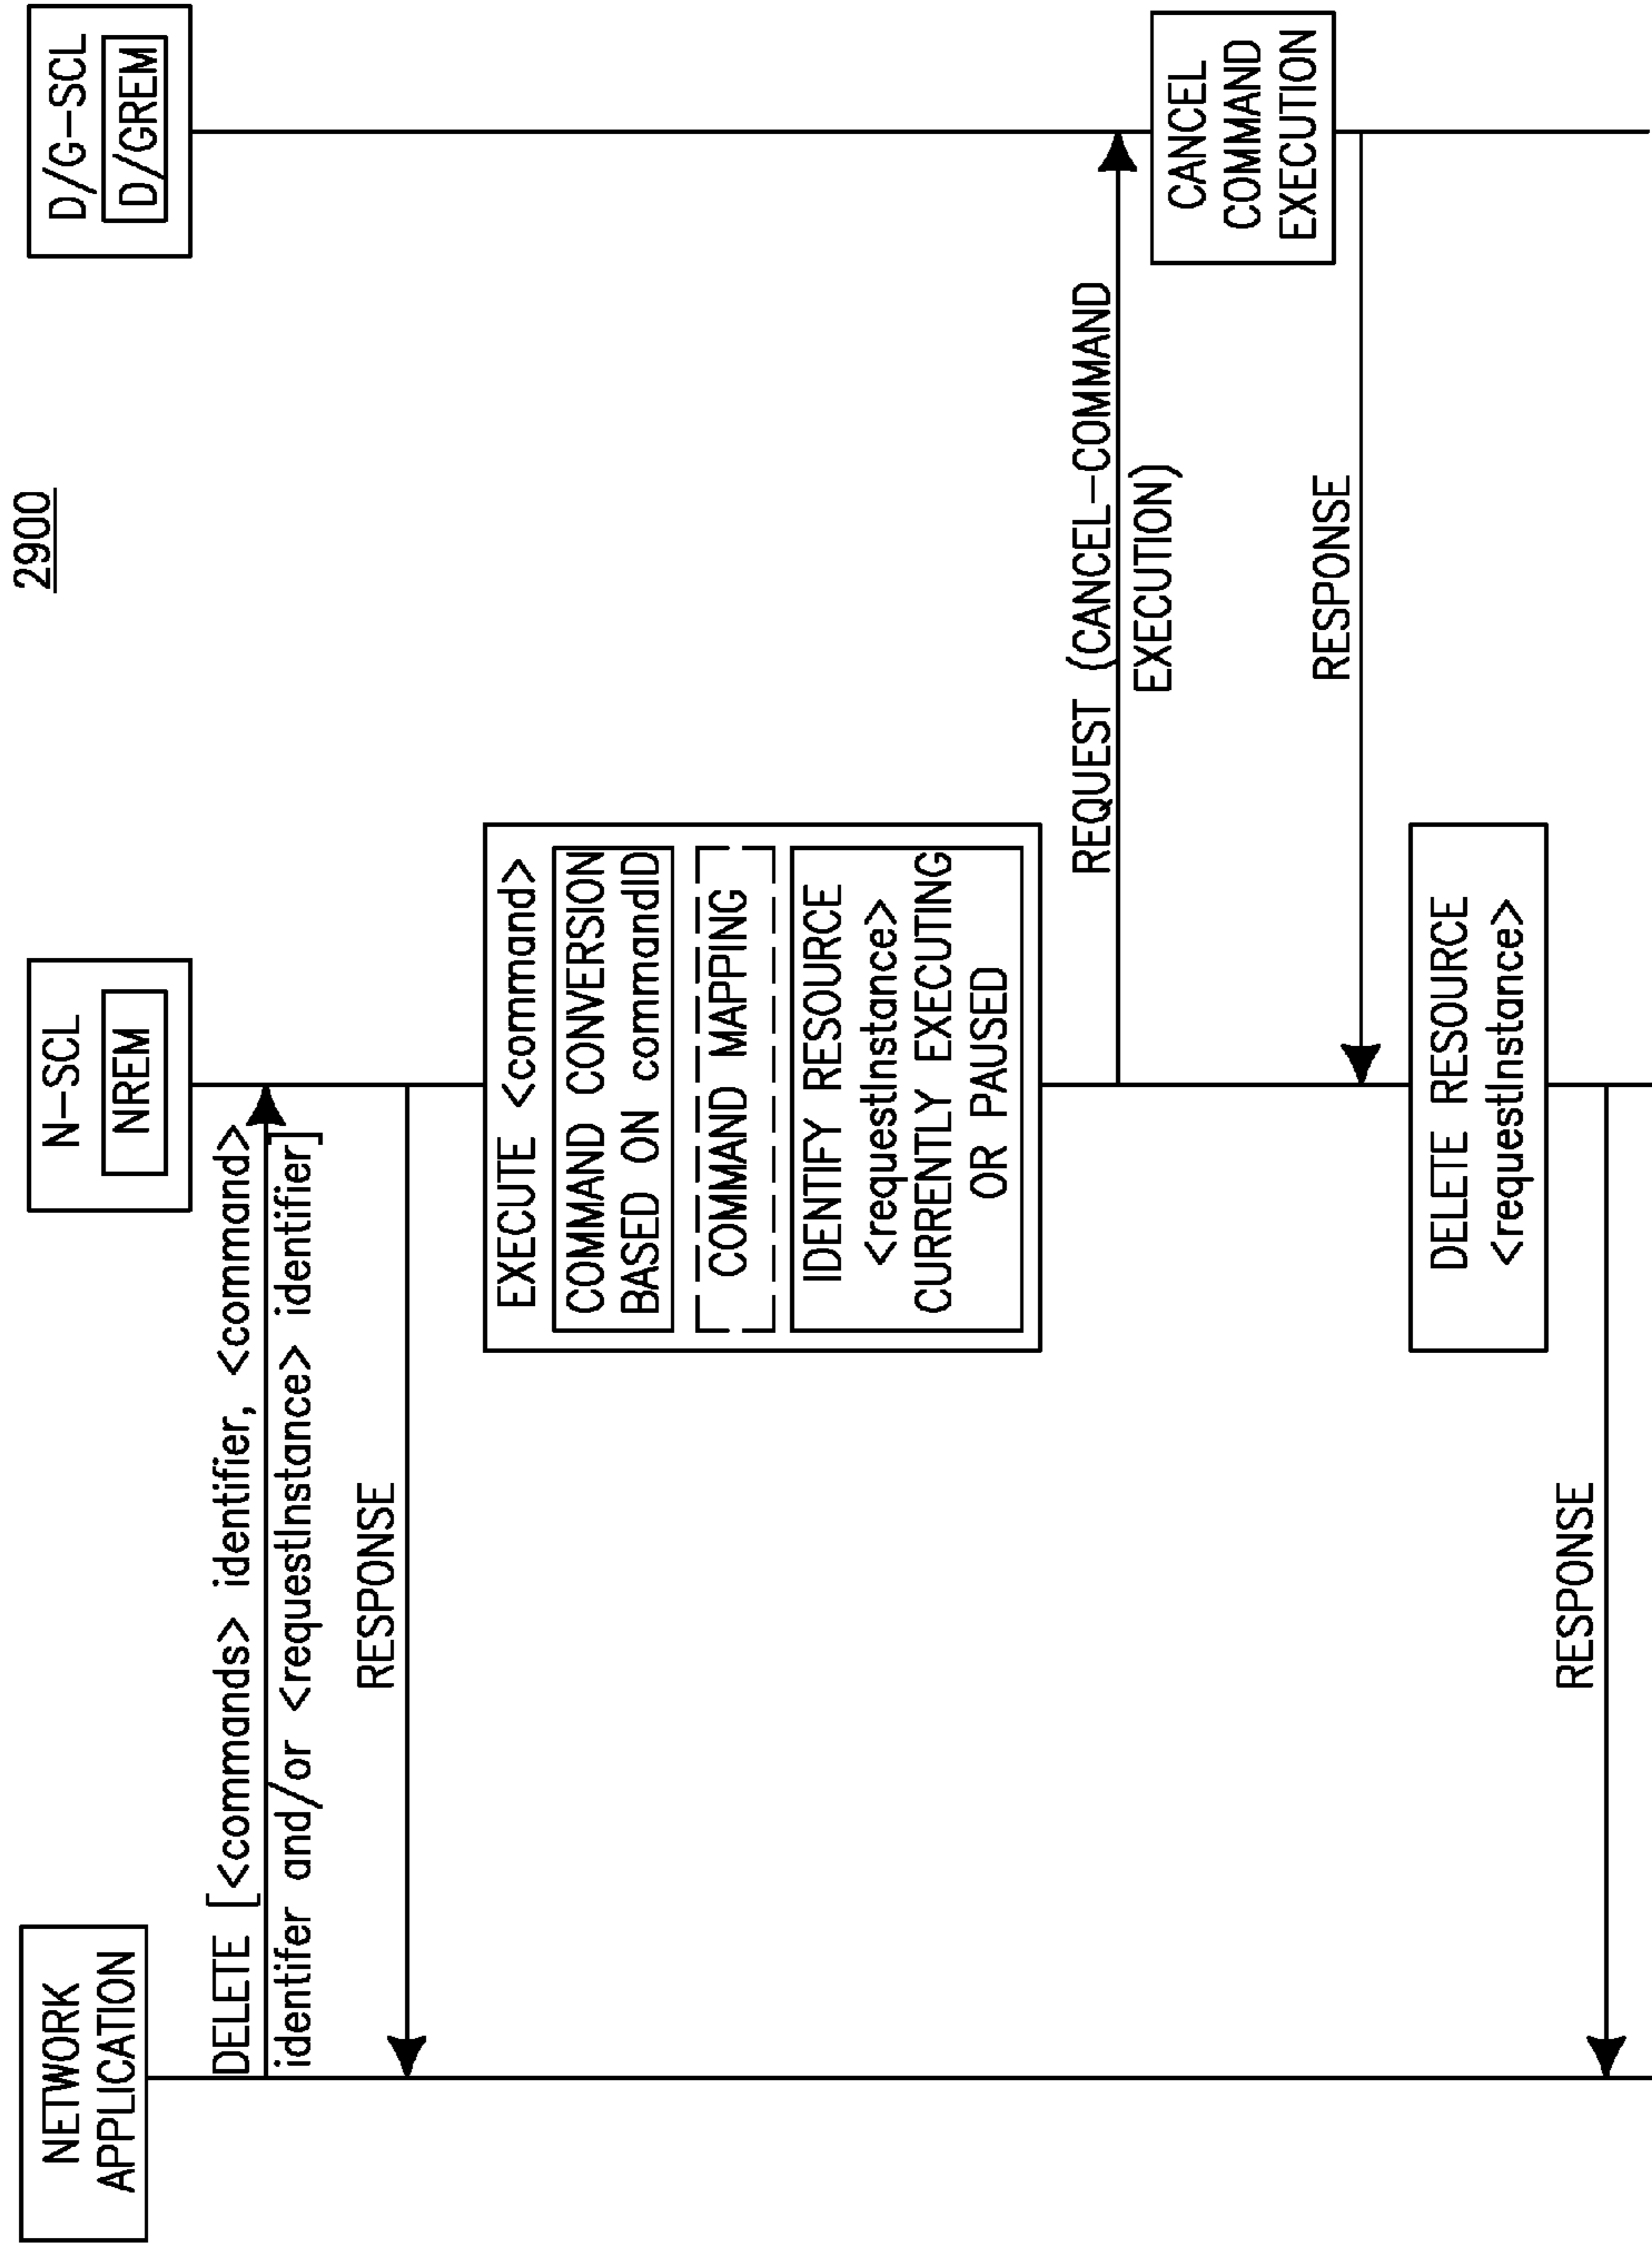 2900
NETWORK
APPLICATION
N-SCL
NREM
D/G-SCL
D/GREM
DELETE [<commands> identifier, <command>
identifer and/or <requestInstance> identifier]
RESPONSE
EXECUTE <command>
COMMAND CONVERSION
BASED ON commandID
COMMAND MAPPING
IDENTIFY RESOURCE
<requestInstance>
CURRENTLY EXECUTING
OR PAUSED
REQUEST (CANCEL-COMMAND
EXECUTION)
CANCEL
COMMAND
EXECUTION
RESPONSE
DELETE RESOURCE
<requestInstance>
RESPONSE